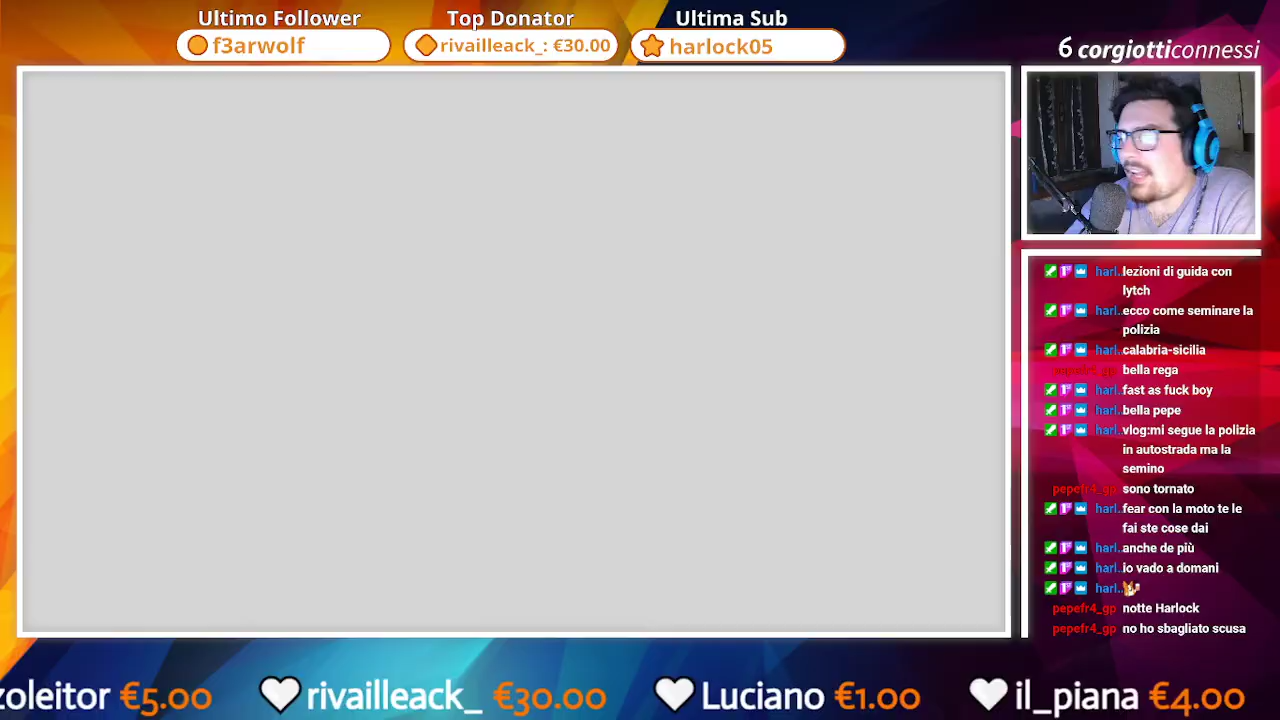 Ultimo Follower
f3arwolf
Top Donator
rivailleack_: €30.00
Ultima Sub
harlock05
6 corgiotticonnessi
harl..lezioni di guida con
lytch
harl..ecco come seminare la
polizia
harl..calabria-sicilia
pepefr4_gp bella rega
harl..fast as fuck boy
harl..bella pepe
harl..vlog:mi segue la polizia
in autostrada ma la
semino
pepefr4_gp sono tornato
harl..fear con la moto te le
fai ste cose dai
harl..anche de più
harl..io vado a domani
harl..
pepefr4_gp notte Harlock
pepefr4_gp no ho sbagliato scusa
zoleitor €5.00 rivailleack_ €30.00 Luciano €1.00 il_piana €4.00